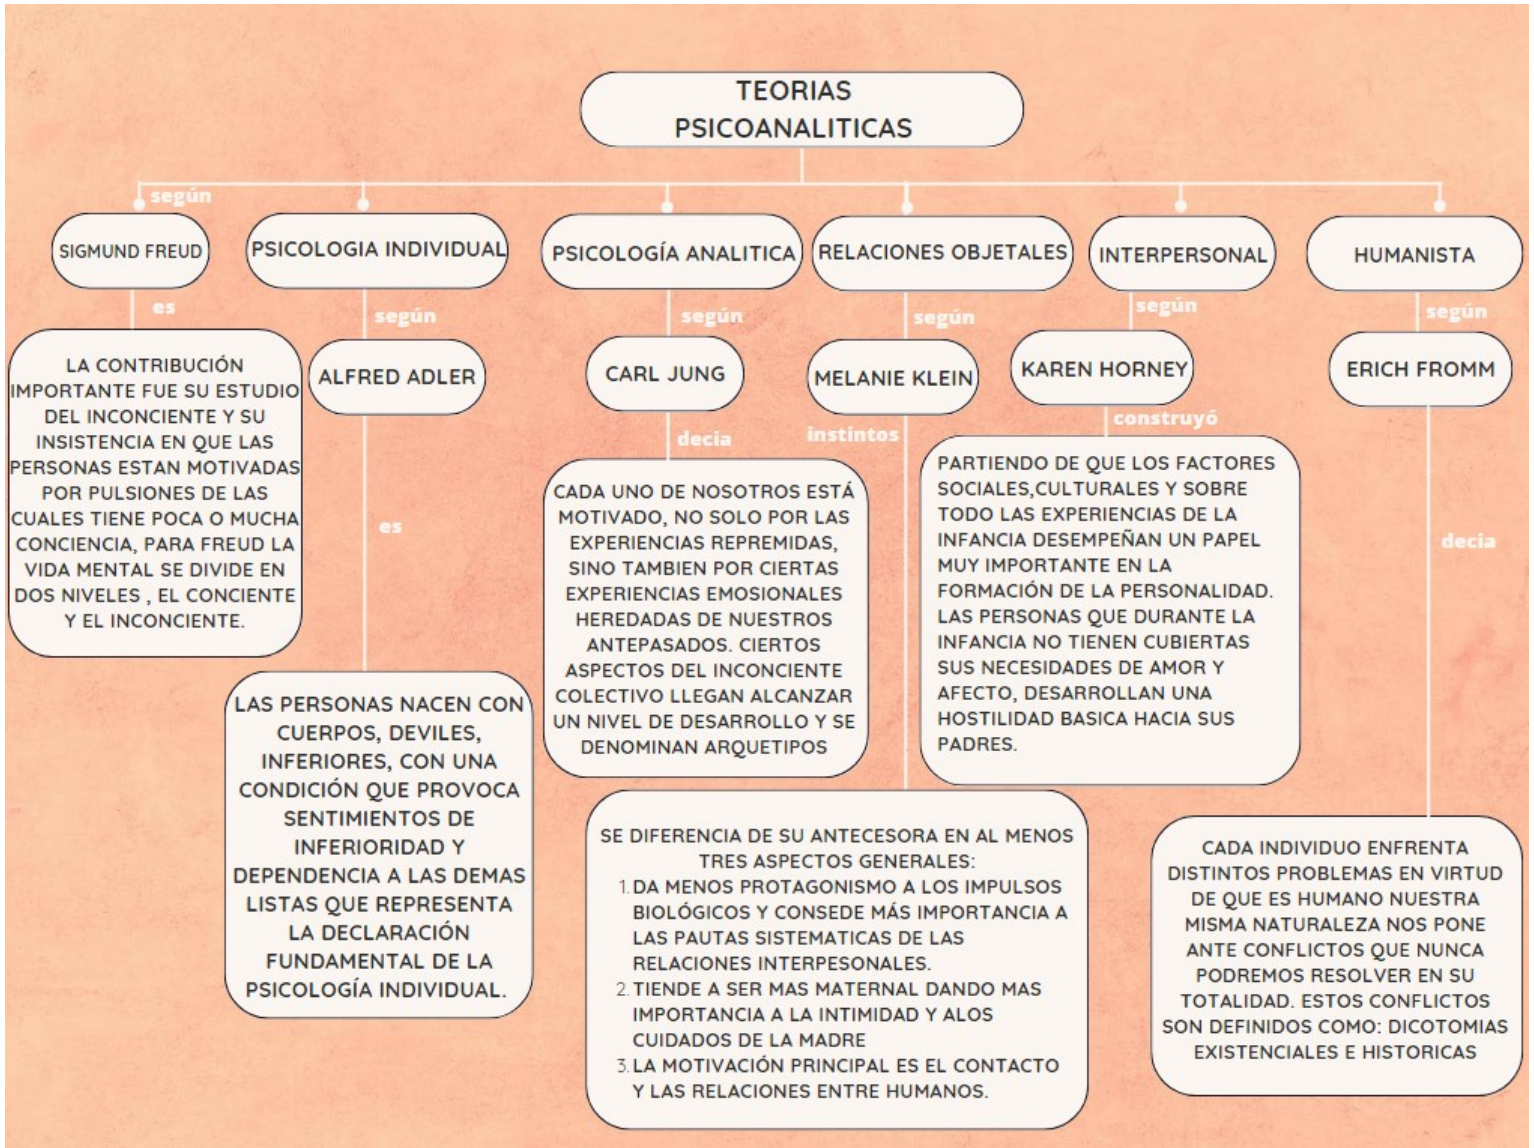 TEORIAS
PSICOANALITICAS
según
SIGMUND FREUD
PSICOLOGIA INDIVIDUAL
PSICOLOGÍA ANALITICA
RELACIONES OBJETALES
INTERPERSONAL
HUMANISTA
es
según
según
según
según
según
LA CONTRIBUCIÓN
IMPORTANTE FUE SU ESTUDIO
DEL INCONCIENTE Y SU
INSISTENCIA EN QUE LAS
PERSONAS ESTAN MOTIVADAS
POR PULSIONES DE LAS
CUALES TIENE POCA O MUCHA
CONCIENCIA, PARA FREUD LA
VIDA MENTAL SE DIVIDE EN
DOS NIVELES , EL CONCIENTE
Y EL INCONCIENTE.
ALFRED ADLER
es
LAS PERSONAS NACEN CON
CUERPOS, DEVILES,
INFERIORES, CON UNA
CONDICIÓN QUE PROVOCA
SENTIMIENTOS DE
INFERIORIDAD Y
DEPENDENCIA A LAS DEMAS
LISTAS QUE REPRESENTA
LA DECLARACIÓN
FUNDAMENTAL DE LA
PSICOLOGÍA INDIVIDUAL.
CARL JUNG
decia
CADA UNO DE NOSOTROS ESTÁ
MOTIVADO, NO SOLO POR LAS
EXPERIENCIAS REPREMIDAS,
SINO TAMBIEN POR CIERTAS
EXPERIENCIAS EMOSIONALES
HEREDADAS DE NUESTROS
ANTEPASADOS. CIERTOS
ASPECTOS DEL INCONCIENTE
COLECTIVO LLEGAN ALCANZAR
UN NIVEL DE DESARROLLO Y SE
DENOMINAN ARQUETIPOS
MELANIE KLEIN
instintos
SE DIFERENCIA DE SU ANTECESORA EN AL MENOS
TRES ASPECTOS GENERALES:
1. DA MENOS PROTAGONISMO A LOS IMPULSOS
BIOLÓGICOS Y CONSEDE MÁS IMPORTANCIA A
LAS PAUTAS SISTEMATICAS DE LAS
RELACIONES INTERPESONALES.
2. TIENDE A SER MAS MATERNAL DANDO MAS
IMPORTANCIA A LA INTIMIDAD Y ALOS
CUIDADOS DE LA MADRE
3. LA MOTIVACIÓN PRINCIPAL ES EL CONTACTO
Y LAS RELACIONES ENTRE HUMANOS.
KAREN HORNEY
construyó
PARTIENDO DE QUE LOS FACTORES
SOCIALES,CULTURALES Y SOBRE
TODO LAS EXPERIENCIAS DE LA
INFANCIA DESEMPEÑAN UN PAPEL
MUY IMPORTANTE EN LA
FORMACIÓN DE LA PERSONALIDAD.
LAS PERSONAS QUE DURANTE LA
INFANCIA NO TIENEN CUBIERTAS
SUS NECESIDADES DE AMOR Y
AFECTO, DESARROLLAN UNA
HOSTILIDAD BASICA HACIA SUS
PADRES.
ERICH FROMM
decia
CADA INDIVIDUO ENFRENTA
DISTINTOS PROBLEMAS EN VIRTUD
DE QUE ES HUMANO NUESTRA
MISMA NATURALEZA NOS PONE
ANTE CONFLICTOS QUE NUNCA
PODREMOS RESOLVER EN SU
TOTALIDAD. ESTOS CONFLICTOS
SON DEFINIDOS COMO: DICOTOMIAS
EXISTENCIALES E HISTORICAS